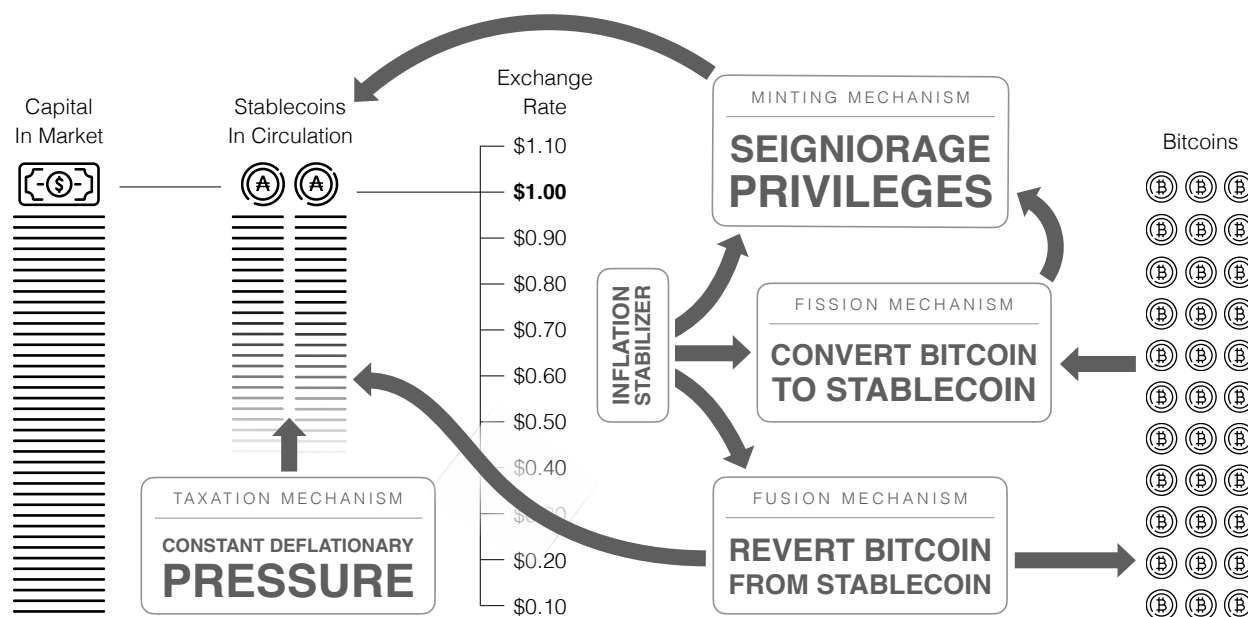 Capital
In Market
Stablecoins
In Circulation
Exchange
Rate
$1.10
$1.00
$0.90
$0.80
$0.70
$0.60
$0.50
$0.40
$0.30
$0.20
$0.10
MINTING MECHANISM
SEIGNIORAGE
PRIVILEGES
INFLATION
STABILIZER
FISSION MECHANISM
CONVERT BITCOIN
TO STABLECOIN
TAXATION MECHANISM
CONSTANT DEFLATIONARY
PRESSURE
FUSION MECHANISM
REVERT BITCOIN
FROM STABLECOIN
Bitcoins